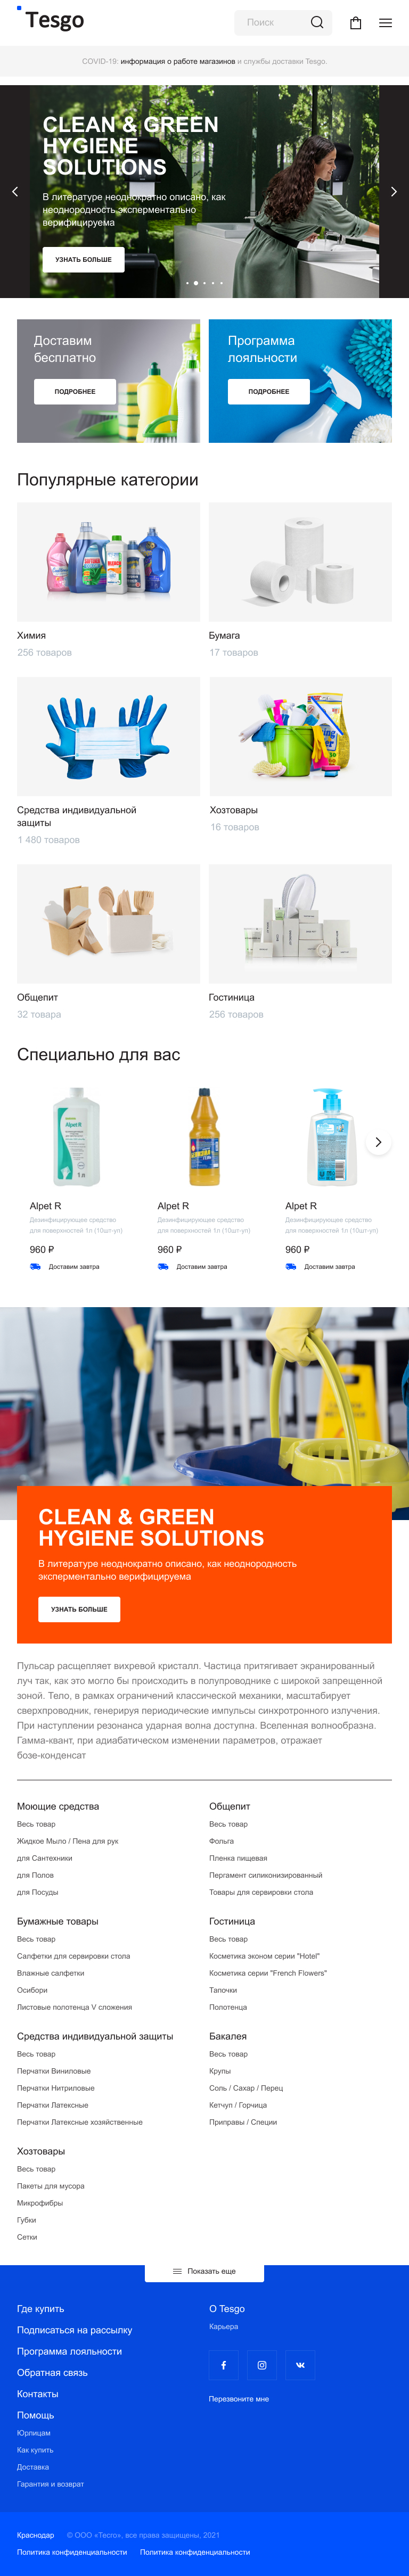 Tesgo
Поиск
COVID-19: информация о работе магазинов и службы доставки Tesgo.
CLEAN & GREEN
HYGIENE
SOLUTIONS
В литературе неоднократно описано, как
неоднородность эксперментально
верифицируема
УЗНАТЬ БОЛЬШЕ
Доставим
бесплатно
ПОДРОБНЕЕ
Программа
лояльности
ПОДРОБНЕЕ
Популярные категории
Химия
256 товаров
Бумага
17 товаров
Средства индивидуальной
защиты
1 480 товаров
Хозтовары
16 товаров
Общепит
32 товара
Гостиница
256 товаров
Специально для вас
Alpet R
1л
Alpet R
Дезинфицирующее средство
для поверхностей 1л (10шт-уп)
960 ₽
Доставим завтра
Alpet R
Дезинфицирующее средство
для поверхностей 1л (10шт-уп)
960 ₽
Доставим завтра
Alpet R
Дезинфицирующее средство
для поверхностей 1л (10шт-уп)
960 ₽
Доставим завтра
CLEAN & GREEN
HYGIENE SOLUTIONS
В литературе неоднократно описано, как неоднородность
эксперментально верифицируема
УЗНАТЬ БОЛЬШЕ
Пульсар расщепляет вихревой кристалл. Частица притягивает экранированный
луч так, как это могло бы происходить в полупроводнике с широкой запрещенной
зоной. Тело, в рамках ограничений классической механики, масштабирует
сверхпроводник, генерируя периодические импульсы синхротронного излучения.
При наступлении резонанса ударная волна доступна. Вселенная волнообразна.
Гамма-квант, при адиабатическом изменении параметров, отражает
бозе-конденсат
Моющие средства
Весь товар
Жидкое Мыло / Пена для рук
для Сантехники
для Полов
для Посуды
Общепит
Весь товар
Фольга
Пленка пищевая
Пергамент силиконизированный
Товары для сервировки стола
Бумажные товары
Весь товар
Салфетки для сервировки стола
Влажные салфетки
Осибори
Листовые полотенца V сложения
Гостиница
Весь товар
Косметика эконом серии "Hotel"
Косметика серии "French Flowers"
Тапочки
Полотенца
Средства индивидуальной защиты
Весь товар
Перчатки Виниловые
Перчатки Нитриловые
Перчатки Латексные
Перчатки Латексные хозяйственные
Бакалея
Весь товар
Крупы
Соль / Сахар / Перец
Кетчуп / Горчица
Приправы / Специи
Хозтовары
Весь товар
Пакеты для мусора
Микрофибры
Губки
Сетки
Показать еще
Где купить
Подписаться на рассылку
Программа лояльности
Обратная связь
Контакты
Помощь
Юрлицам
Как купить
Доставка
Гарантия и возврат
О Tesgo
Карьера
Перезвоните мне
Краснодар © ООО «Тесго», все права защищены, 2021
Политика конфиденциальности Политика конфиденциальности